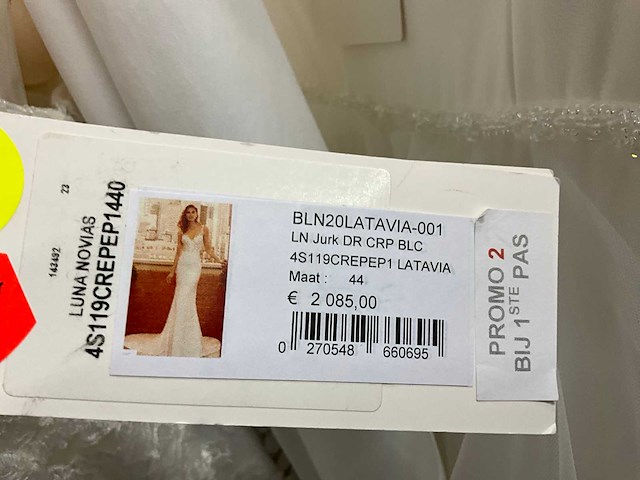 143492
23
LUNA NOVIAS
4S119CREPEP1440
BLN20LATAVIA-001
LN Jurk DR CRP BLC
4S119CREPEP1 LATAVIA
Maat : 44
€ 2 085,00
0 270548 660695
PROMO 2
BIJ 1STE PAS